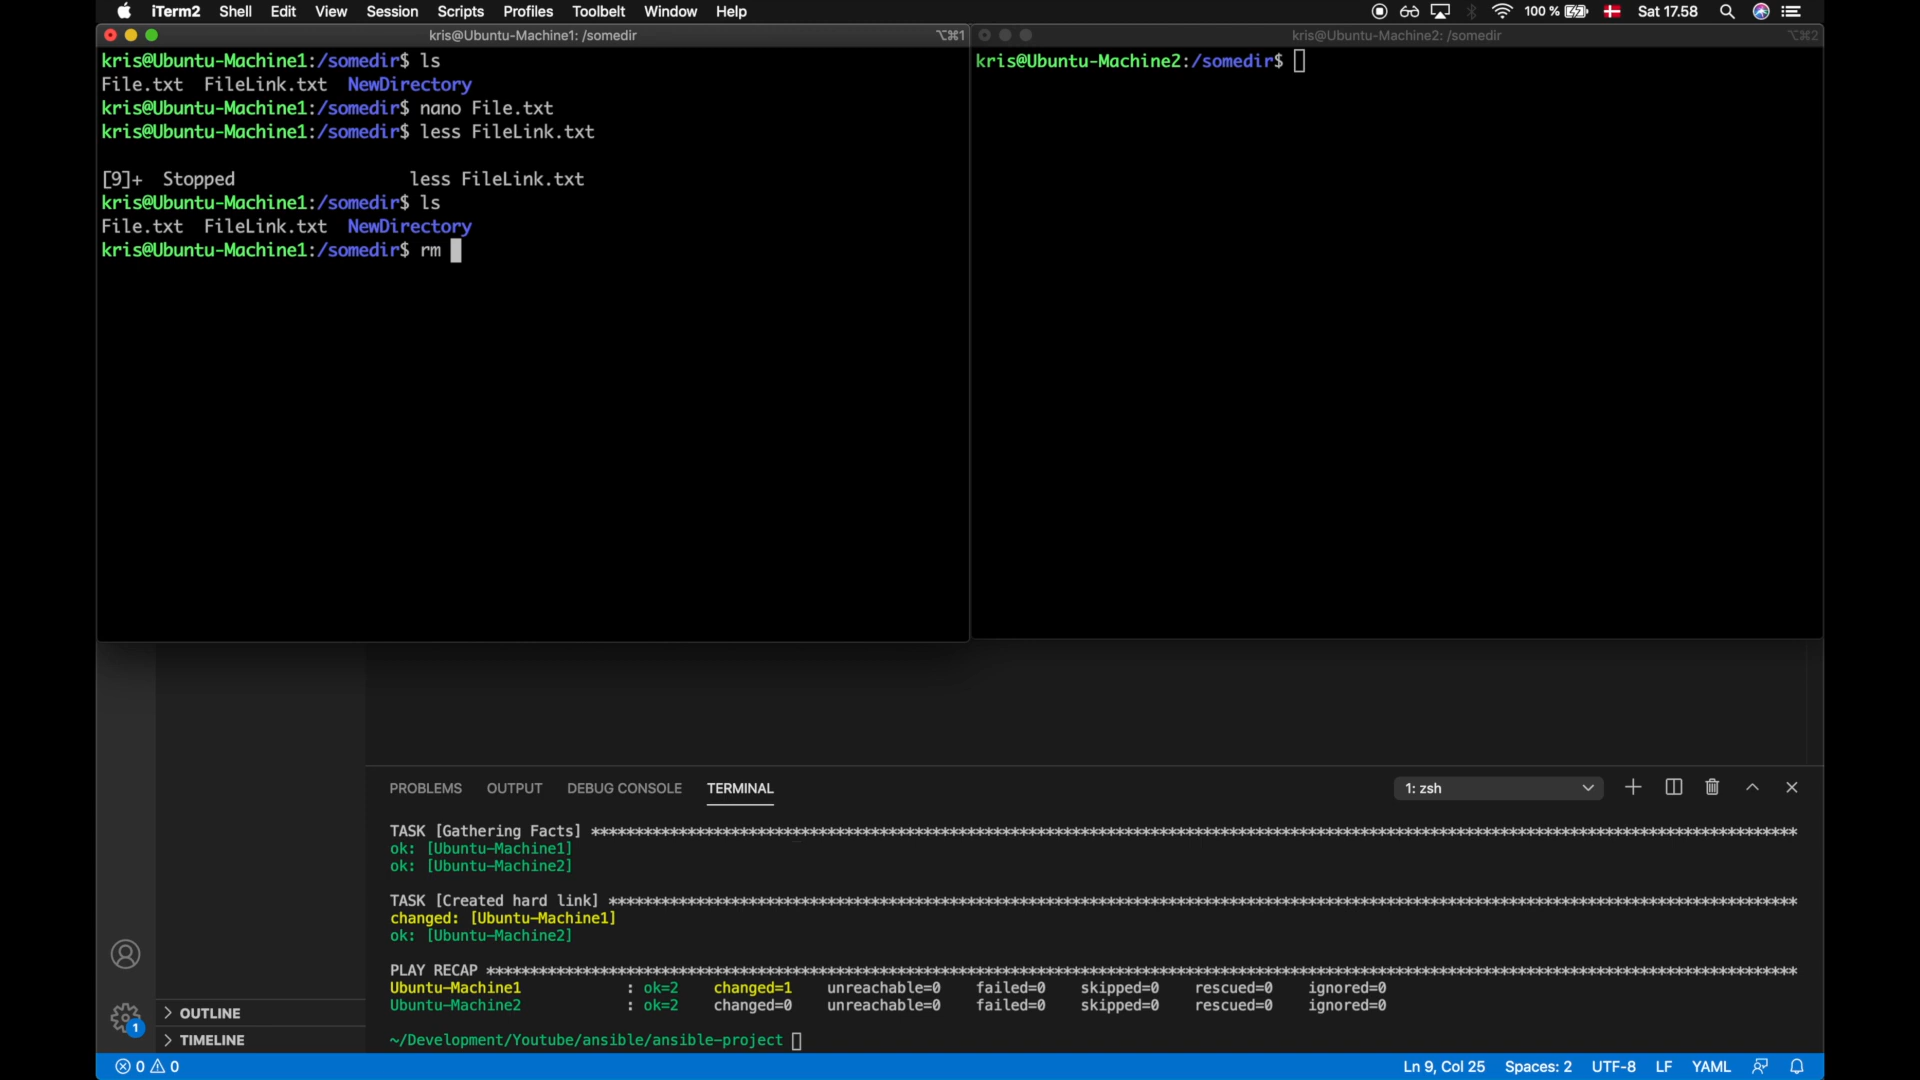 iTerm2 Shell Edit View Session Scripts Profiles Toolbelt Window Help
100 % Sat 17.58
kris@Ubuntu-Machine1: /somedir ⌥⌘1
kris@Ubuntu-Machine1:/somedir$ ls
File.txt FileLink.txt NewDirectory
kris@Ubuntu-Machine1:/somedir$ nano File.txt
kris@Ubuntu-Machine1:/somedir$ less FileLink.txt
[9]+ Stopped less FileLink.txt
kris@Ubuntu-Machine1:/somedir$ ls
File.txt FileLink.txt NewDirectory
kris@Ubuntu-Machine1:/somedir$ rm
kris@Ubuntu-Machine2: /somedir ⌥⌘2
kris@Ubuntu-Machine2:/somedir$
PROBLEMS OUTPUT DEBUG CONSOLE TERMINAL
1: zsh
TASK [Gathering Facts] ****************************************************************************************************************************************
ok: [Ubuntu-Machine1]
ok: [Ubuntu-Machine2]
TASK [Created hard link] **************************************************************************************************************************************
changed: [Ubuntu-Machine1]
ok: [Ubuntu-Machine2]
PLAY RECAP ****************************************************************************************************************************************************
Ubuntu-Machine1 : ok=2 changed=1 unreachable=0 failed=0 skipped=0 rescued=0 ignored=0
Ubuntu-Machine2 : ok=2 changed=0 unreachable=0 failed=0 skipped=0 rescued=0 ignored=0
~/Development/Youtube/ansible/ansible-project
1
OUTLINE
TIMELINE
0 0
Ln 9, Col 25 Spaces: 2 UTF-8 LF YAML